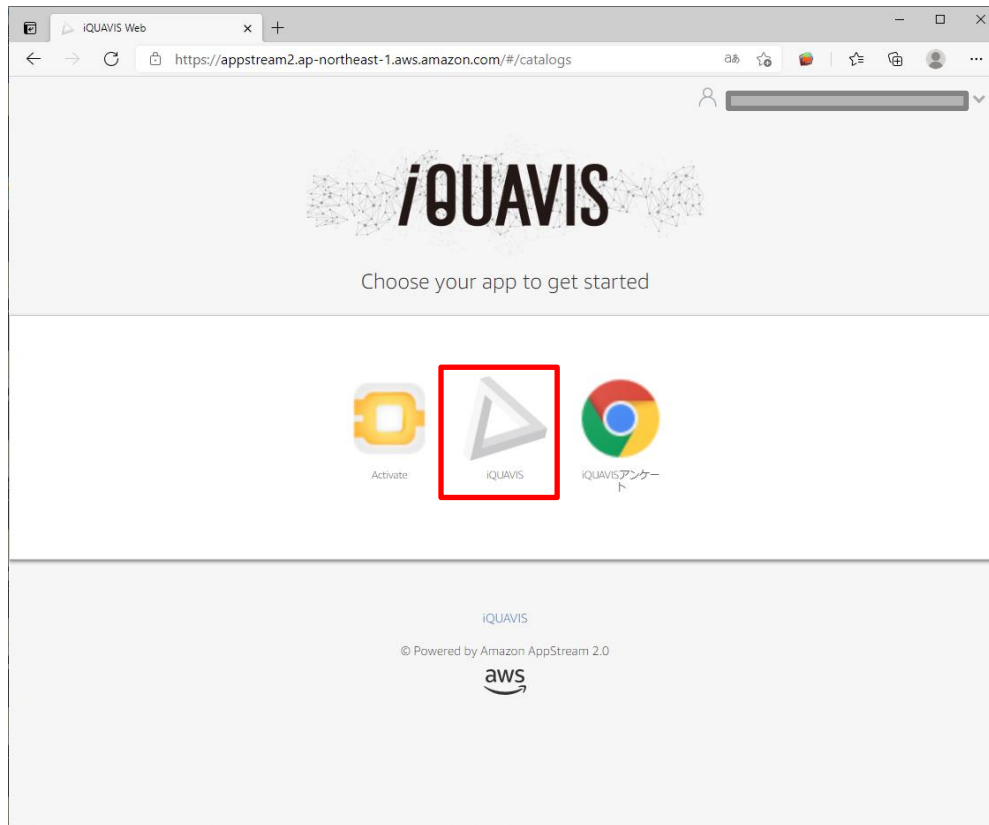 iQUAVIS Web
https://appstream2.ap-northeast-1.aws.amazon.com/#/catalogs
aあ
iQUAVIS
Choose your app to get started
Activate
iQUAVIS
iQUAVISアンケー
ト
iQUAVIS
© Powered by Amazon AppStream 2.0
aws